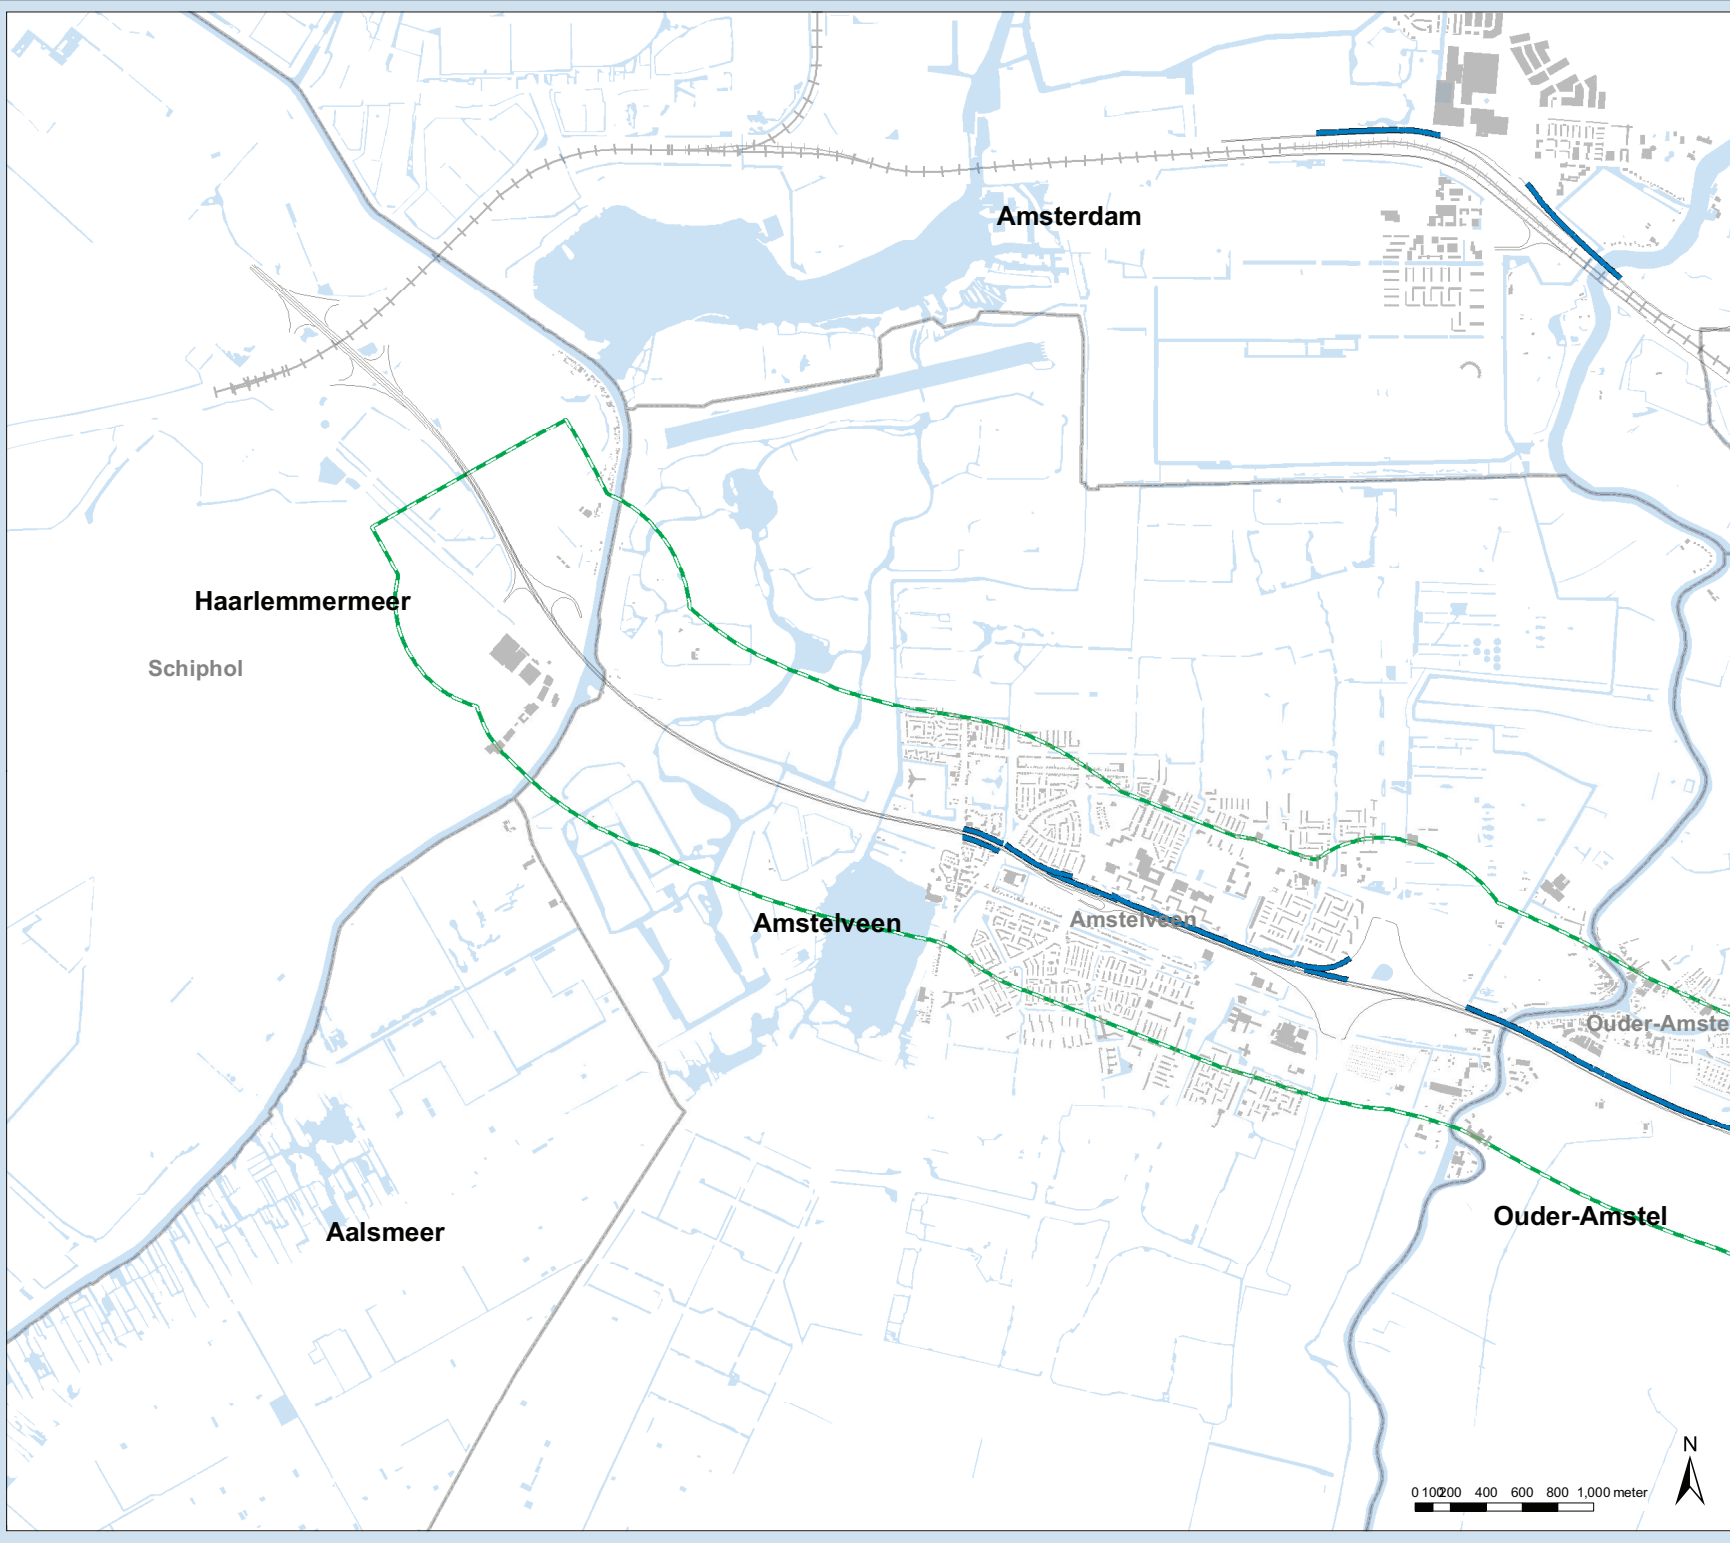 Amsterdam
Haarlemmermeer
Schiphol
Amstelveen
Amstelveen
Ouder-Amste
Aalsmeer
Ouder-Amstel
N
0 100 200 400 600 800 1,000 meter